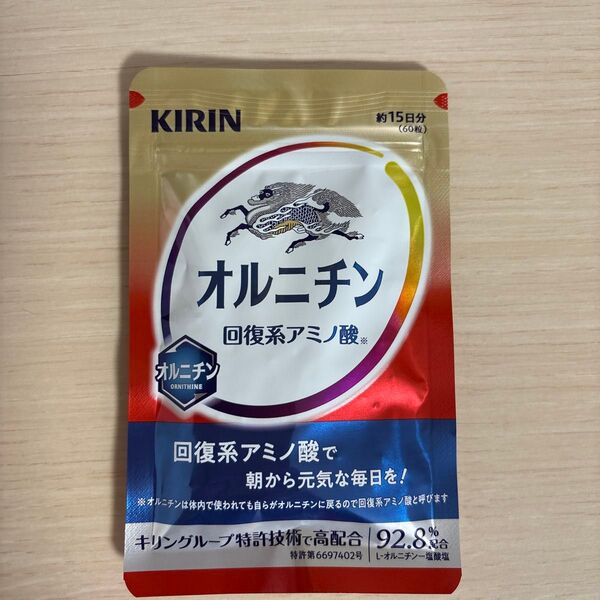 KIRIN
約15日分
(60粒)
オルニチン
回復系アミノ酸※
オルニチン
ORNITHINE
回復系アミノ酸で
朝から元気な毎日を!
※オルニチンは体内で使われても自らがオルニチンに戻るので回復系アミノ酸と呼びます
キリングループ特許技術で高配合
特許第6697402号
92.8%配合
L-オルニチン一塩酸塩